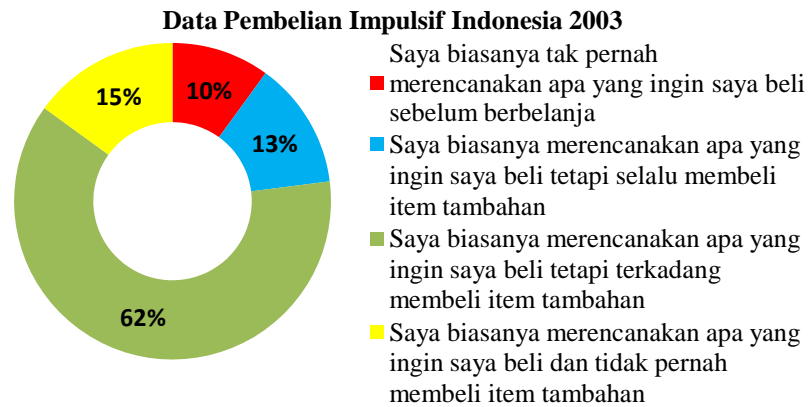 Data Pembelian Impulsif Indonesia 2003
15%
10%
13%
62%
Saya biasanya tak pernah
merencanakan apa yang ingin saya beli
sebelum berbelanja
Saya biasanya merencanakan apa yang
ingin saya beli tetapi selalu membeli
item tambahan
Saya biasanya merencanakan apa yang
ingin saya beli tetapi terkadang
membeli item tambahan
Saya biasanya merencanakan apa yang
ingin saya beli dan tidak pernah
membeli item tambahan